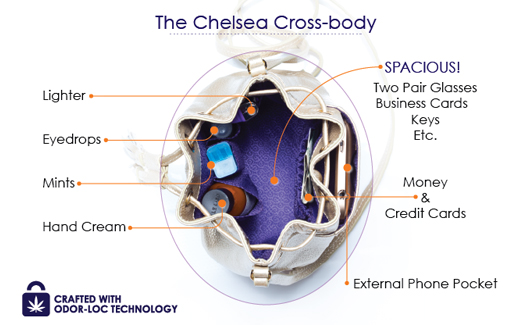 The Chelsea Cross-body
SPACIOUS!
Two Pair Glasses
Business Cards
Keys
Etc.
Lighter
Eyedrops
Mints
Hand Cream
Money
&
Credit Cards
External Phone Pocket
CRAFTED WITH
ODOR-LOC TECHNOLOGY